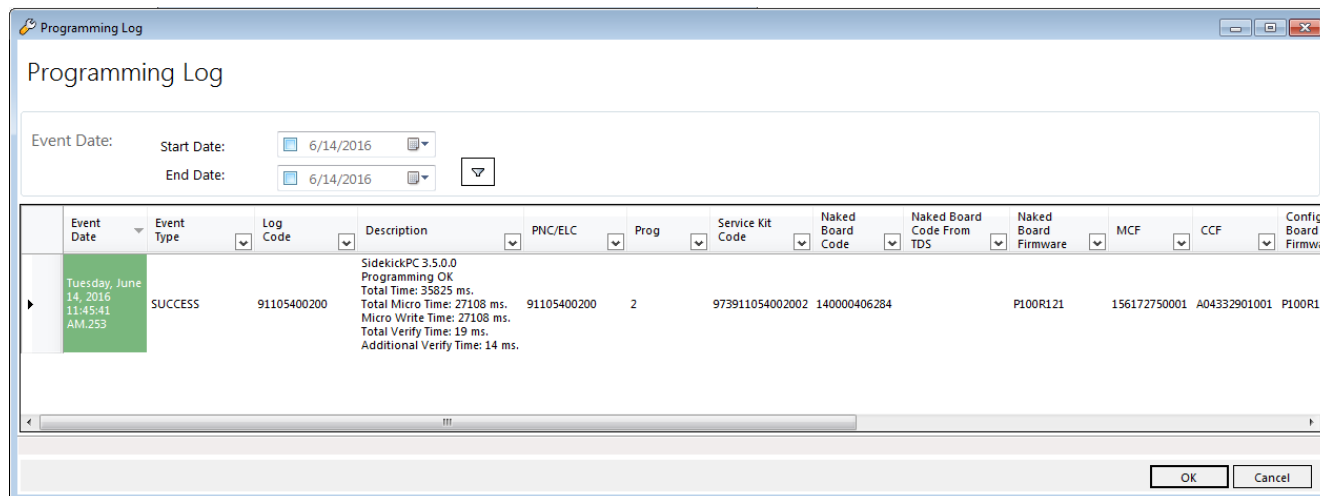 Programming Log
Programming Log
Event Date:
Start Date:
6/14/2016
End Date:
6/14/2016
Event Date
Event Type
Log Code
Description
PNC/ELC
Prog
Service Kit Code
Naked Board Code
Naked Board Code From TDS
Naked Board Firmware
MCF
CCF
Config Board Firmwa
Tuesday, June
14, 2016
11:45:41
AM.253
SUCCESS
91105400200
SidekickPC 3.5.0.0
Programming OK
Total Time: 35825 ms.
Total Micro Time: 27108 ms.
Micro Write Time: 27108 ms.
Total Verify Time: 19 ms.
Additional Verify Time: 14 ms.
91105400200
2
973911054002002
140000406284
P100R121
156172750001
A04332901001
P100R1
OK
Cancel